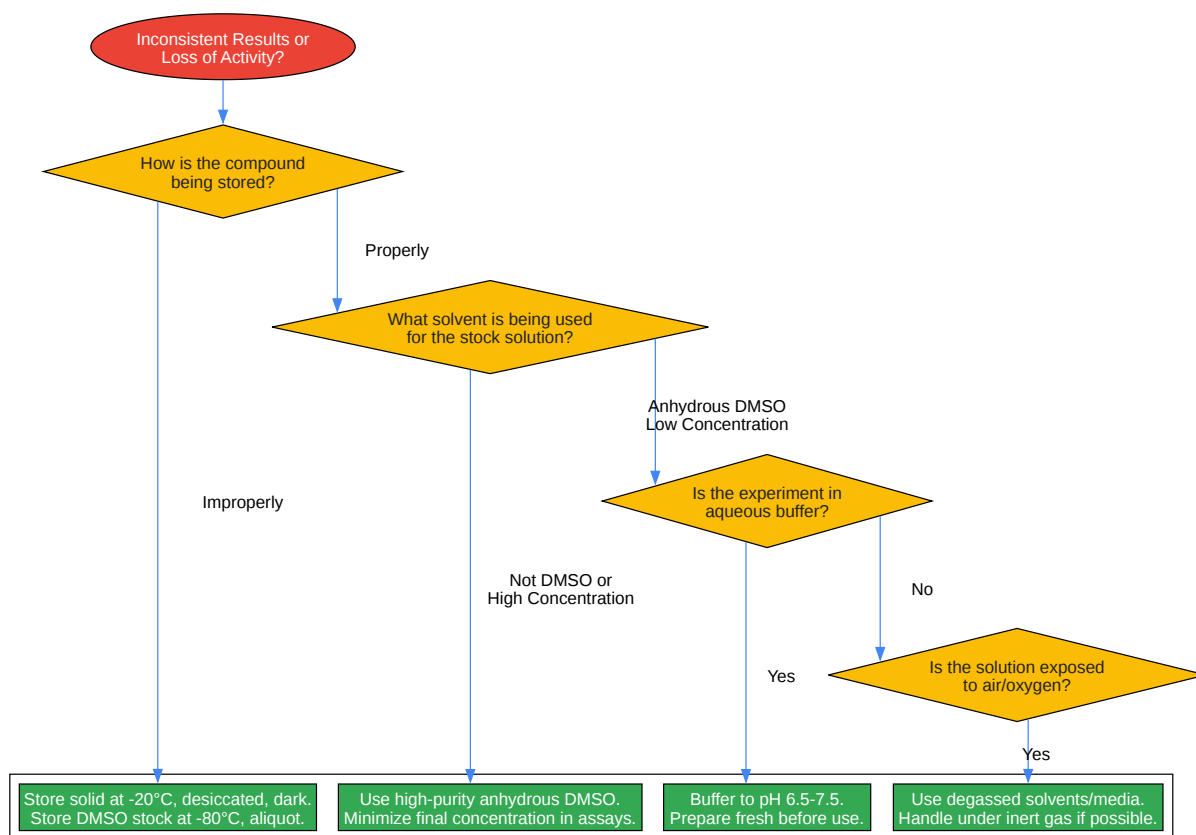 Inconsistent Results or
Loss of Activity?
How is the compound
being stored?
Properly
What solvent is being used
for the stock solution?
Anhydrous DMSO
Low Concentration
Improperly
Is the experiment in
aqueous buffer?
Not DMSO or
High Concentration
No
Yes
Is the solution exposed
to air/oxygen?
Yes
Store solid at -20°C, desiccated, dark.
Store DMSO stock at -80°C, aliquot.
Use high-purity anhydrous DMSO.
Minimize final concentration in assays.
Buffer to pH 6.5-7.5.
Prepare fresh before use.
Use degassed solvents/media.
Handle under inert gas if possible.